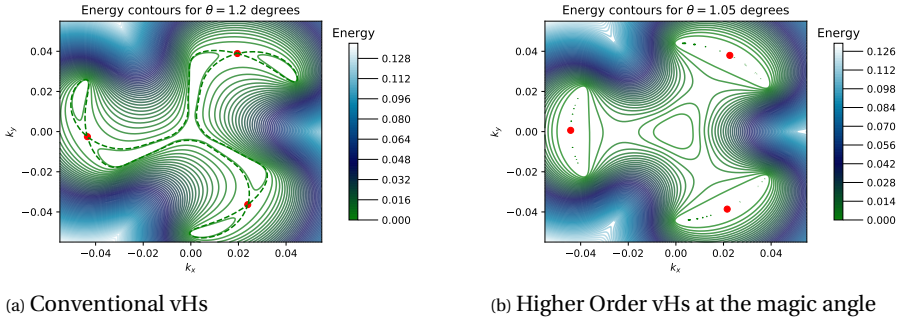 Energy contours for θ = 1.2 degrees
Energy
0.128
0.112
0.096
0.080
0.064
0.048
0.032
0.016
0.000
0.04
0.02
0.00
−0.02
−0.04
k_y
−0.04 −0.02 0.00 0.02 0.04
k_x
(a) Conventional vHs
Energy contours for θ = 1.05 degrees
Energy
0.126
0.112
0.098
0.084
0.070
0.056
0.042
0.028
0.014
0.000
0.04
0.02
0.00
−0.02
−0.04
k_y
−0.04 −0.02 0.00 0.02 0.04
k_x
(b) Higher Order vHs at the magic angle